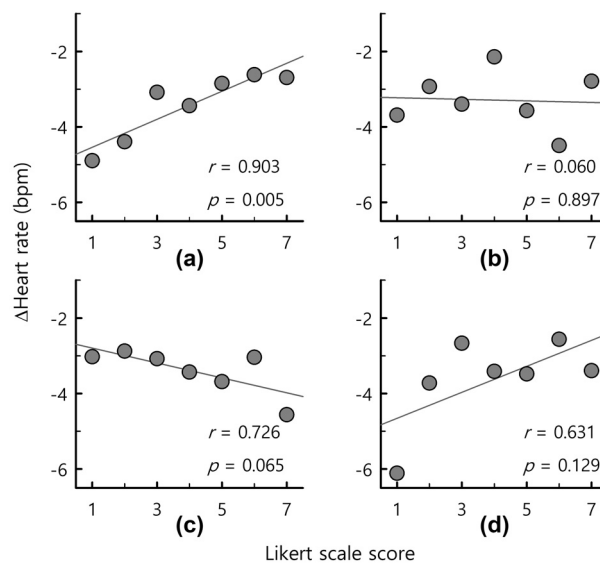 -2
-4
-6
r = 0.903
p = 0.005
1 3 5 7
(a)
-2
-4
-6
r = 0.060
p = 0.897
1 3 5 7
(b)
ΔHeart rate (bpm)
-2
-4
-6
r = 0.726
p = 0.065
1 3 5 7
(c)
-2
-4
-6
r = 0.631
p = 0.129
1 3 5 7
(d)
Likert scale score